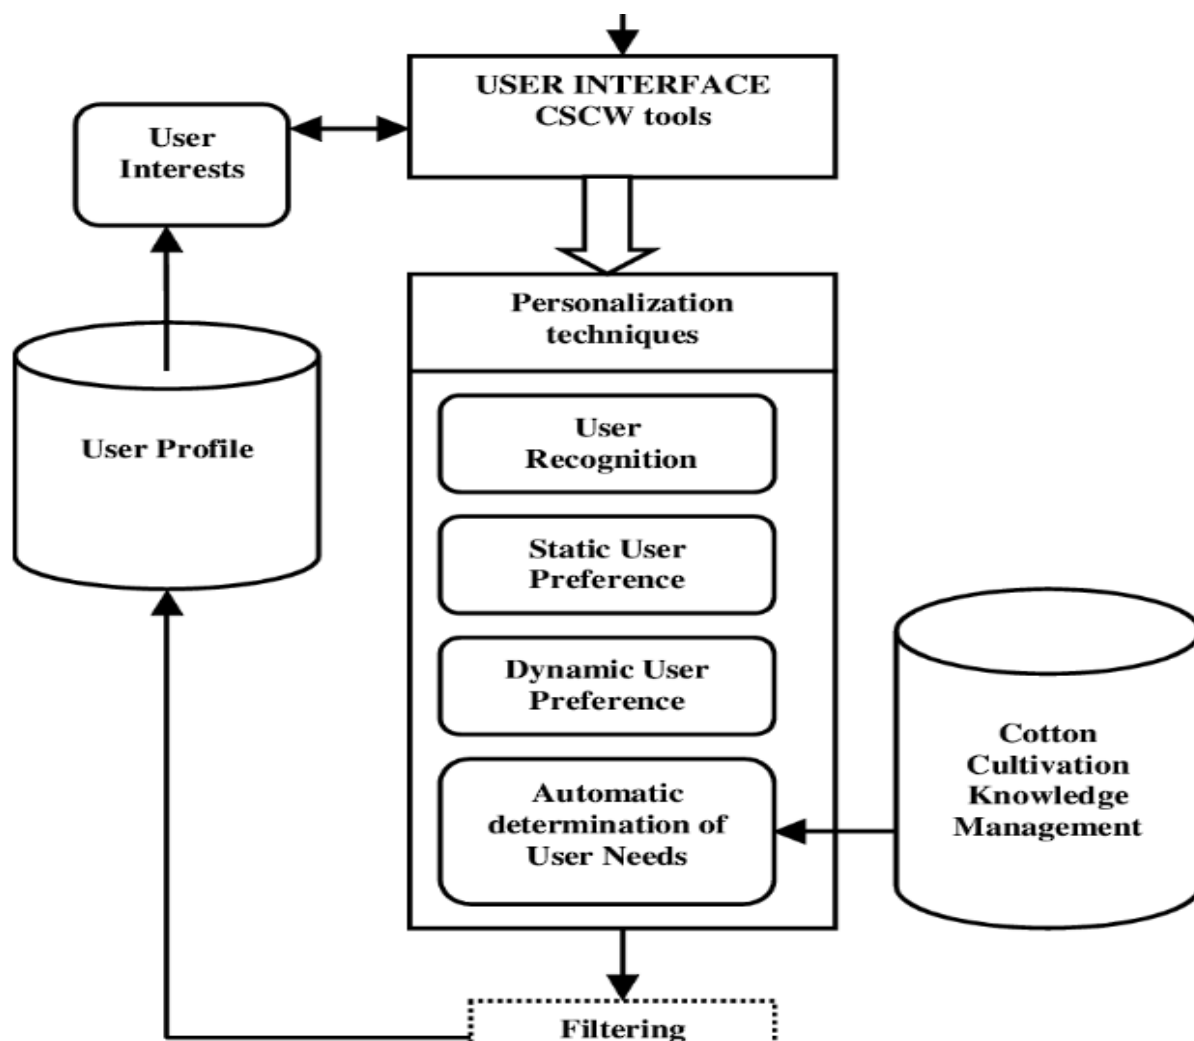 USER INTERFACE
CSCW tools
User
Interests
Personalization
techniques
User Profile
User
Recognition
Static User
Preference
Dynamic User
Preference
Automatic
determination of
User Needs
Cotton
Cultivation
Knowledge
Management
Filtering